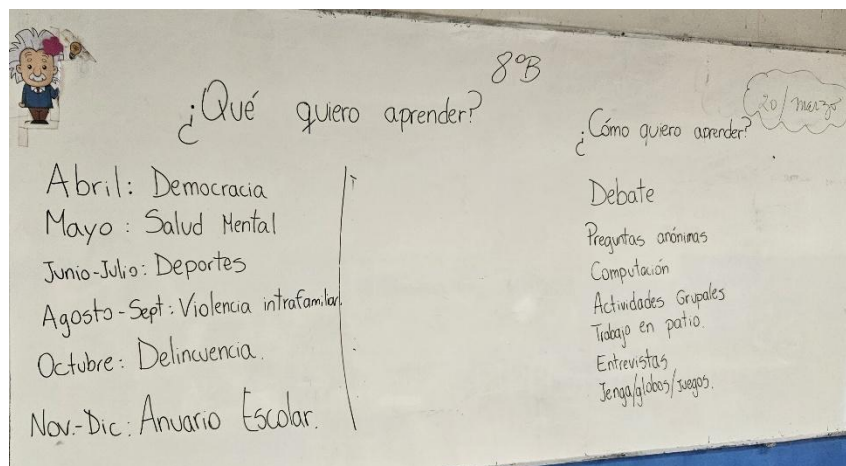 8°B
20/marzo
¿Qué quiero aprender?
Abril: Democracia
Mayo: Salud Mental
Junio-Julio: Deportes
Agosto-Sept: Violencia intrafamiliar.
Octubre: Delincuencia.
Nov.-Dic: Anuario Escolar.
¿Cómo quiero aprender?
Debate
Preguntas anónimas
Computación
Actividades Grupales
Trabajo en patio.
Entrevistas
Jenga/globos/juegos.